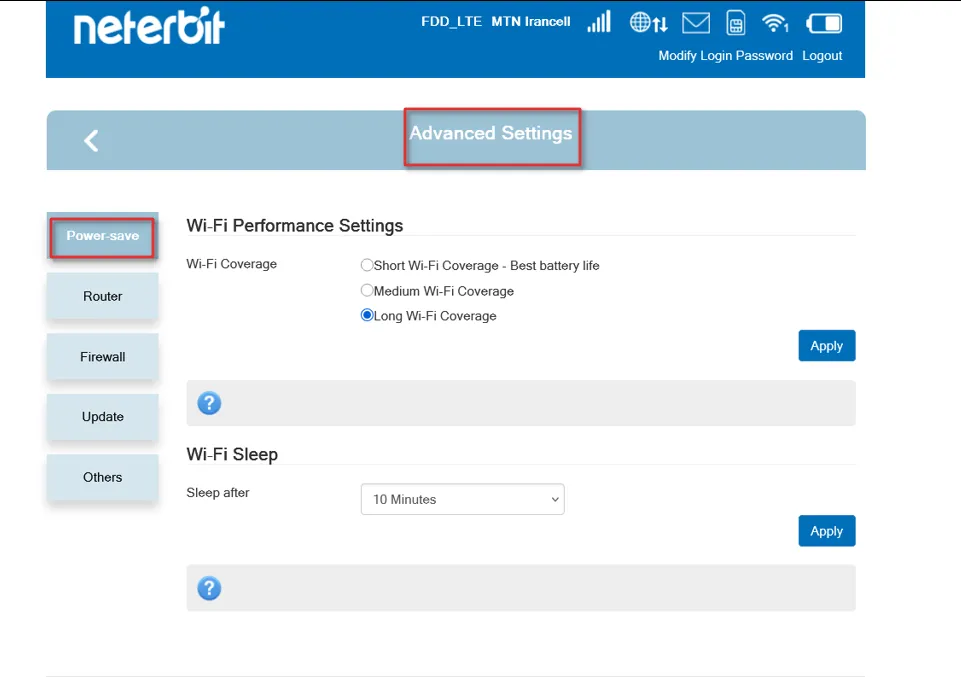 neterbit
FDD_LTE MTN Irancell
1
Modify Login Password Logout
Advanced Settings
Power-save
Router
Firewall
Update
Others
Wi-Fi Performance Settings
Wi-Fi Coverage
Short Wi-Fi Coverage - Best battery life
Medium Wi-Fi Coverage
Long Wi-Fi Coverage
Apply
?
Wi-Fi Sleep
Sleep after
10 Minutes
Apply
?